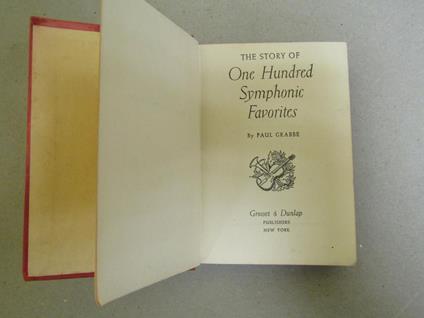 THE STORY OF
One Hundred
Symphonic
Favorites
By PAUL GRABBE
Grosset & Dunlap
PUBLISHERS
NEW YORK